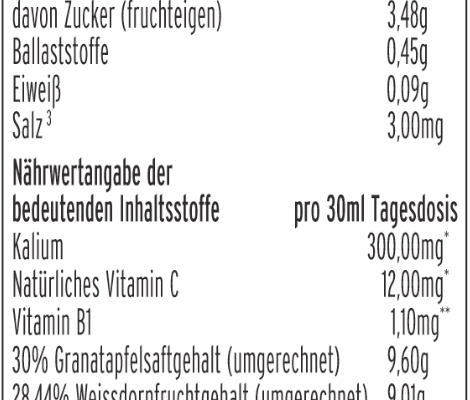 davon Zucker (fruchteigen) 3,48g
Ballaststoffe 0,45g
Eiweiß 0,09g
Salz³ 3,00mg
Nährwertangabe der
bedeutenden Inhaltsstoffe pro 30ml Tagesdosis
Kalium 300,00mg*
Natürliches Vitamin C 12,00mg*
Vitamin B1 1,10mg**
30% Granatapfelsaftgehalt (umgerechnet) 9,60g
28,44% Weissdornfruchtgehalt (umgerechnet) 9,01g